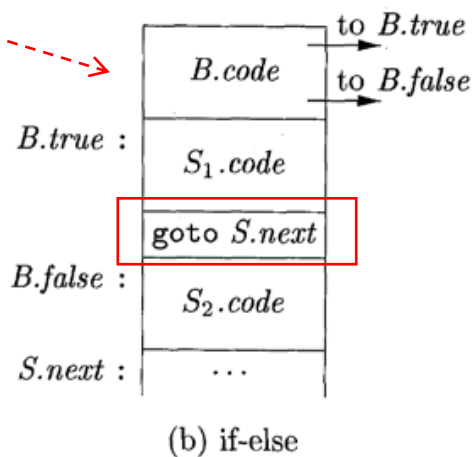 to B.true
B.code
to B.false
B.true :
S₁.code
goto S.next
B.false :
S₂.code
S.next :
...
(b) if-else